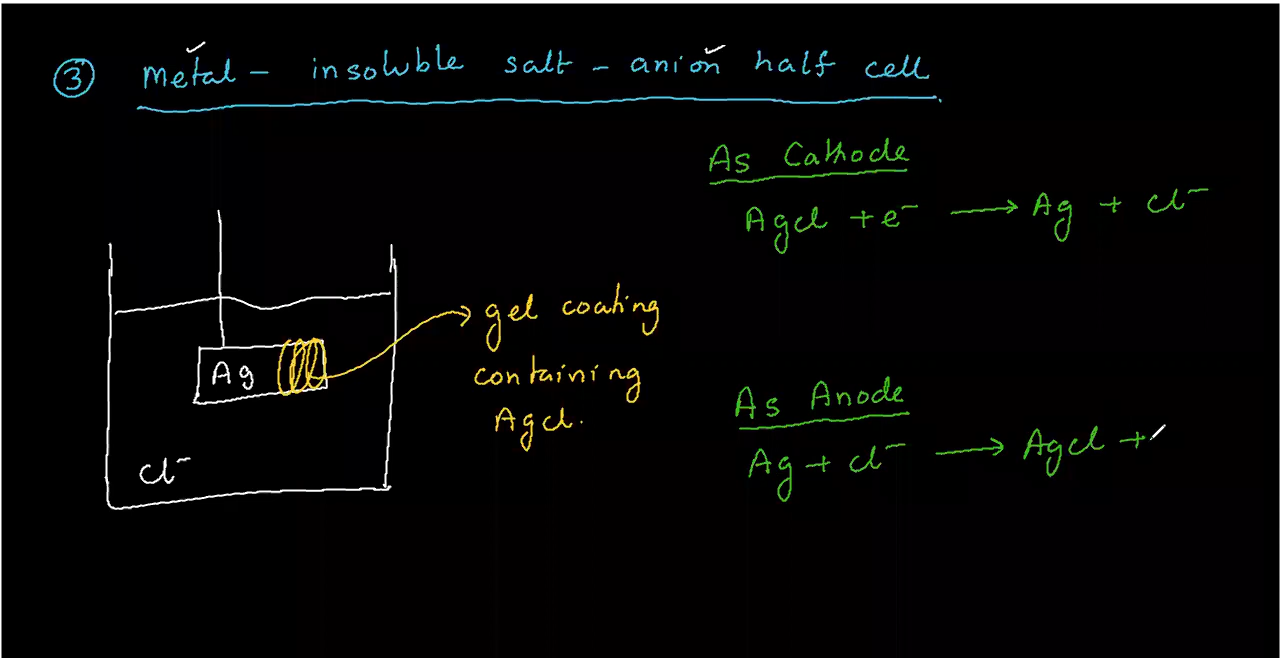 ③ metal - insoluble salt - anion half cell
As Cathode
Agcl + e⁻ → Ag + cl⁻
gel coating
containing
Agcl.
Ag
cl⁻
As Anode
Ag + cl⁻ → Agcl +